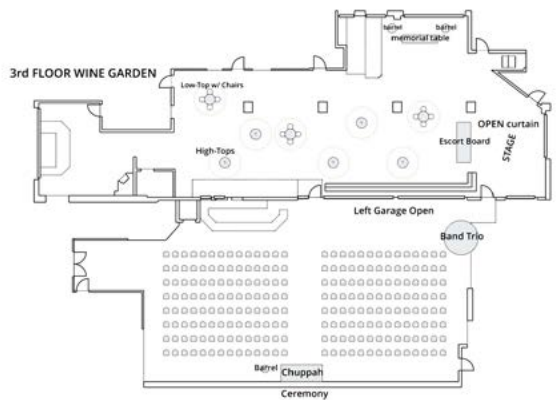 barrel
barrel
memorial table
3rd FLOOR WINE GARDEN
Low-Top w/ Chairs
OPEN curtain
STAGE
Escort Board
High-Tops
Left Garage Open
Band Trio
Barrel
Chuppah
Ceremony